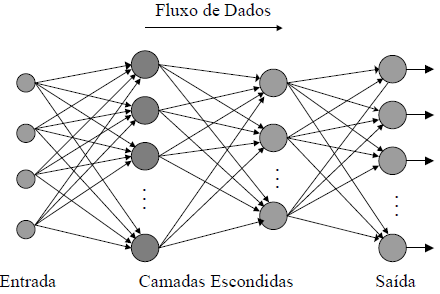 Fluxo de Dados
Entrada
Camadas Escondidas
Saída